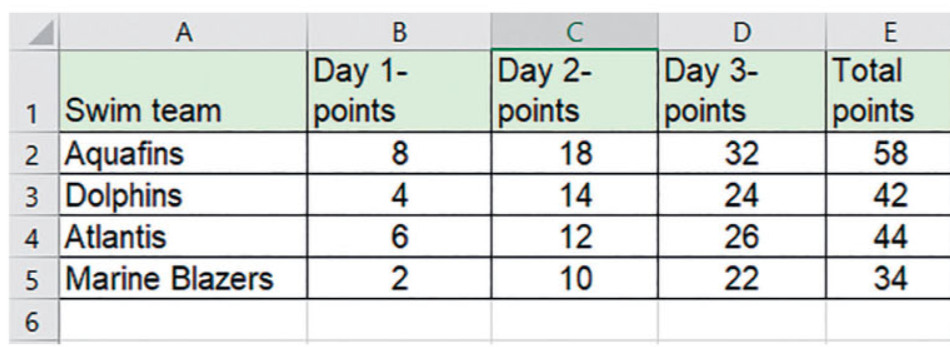 A B C D E
1 Swim team Day 1- points Day 2- points Day 3- points Total points
2 Aquafins 8 18 32 58
3 Dolphins 4 14 24 42
4 Atlantis 6 12 26 44
5 Marine Blazers 2 10 22 34
6